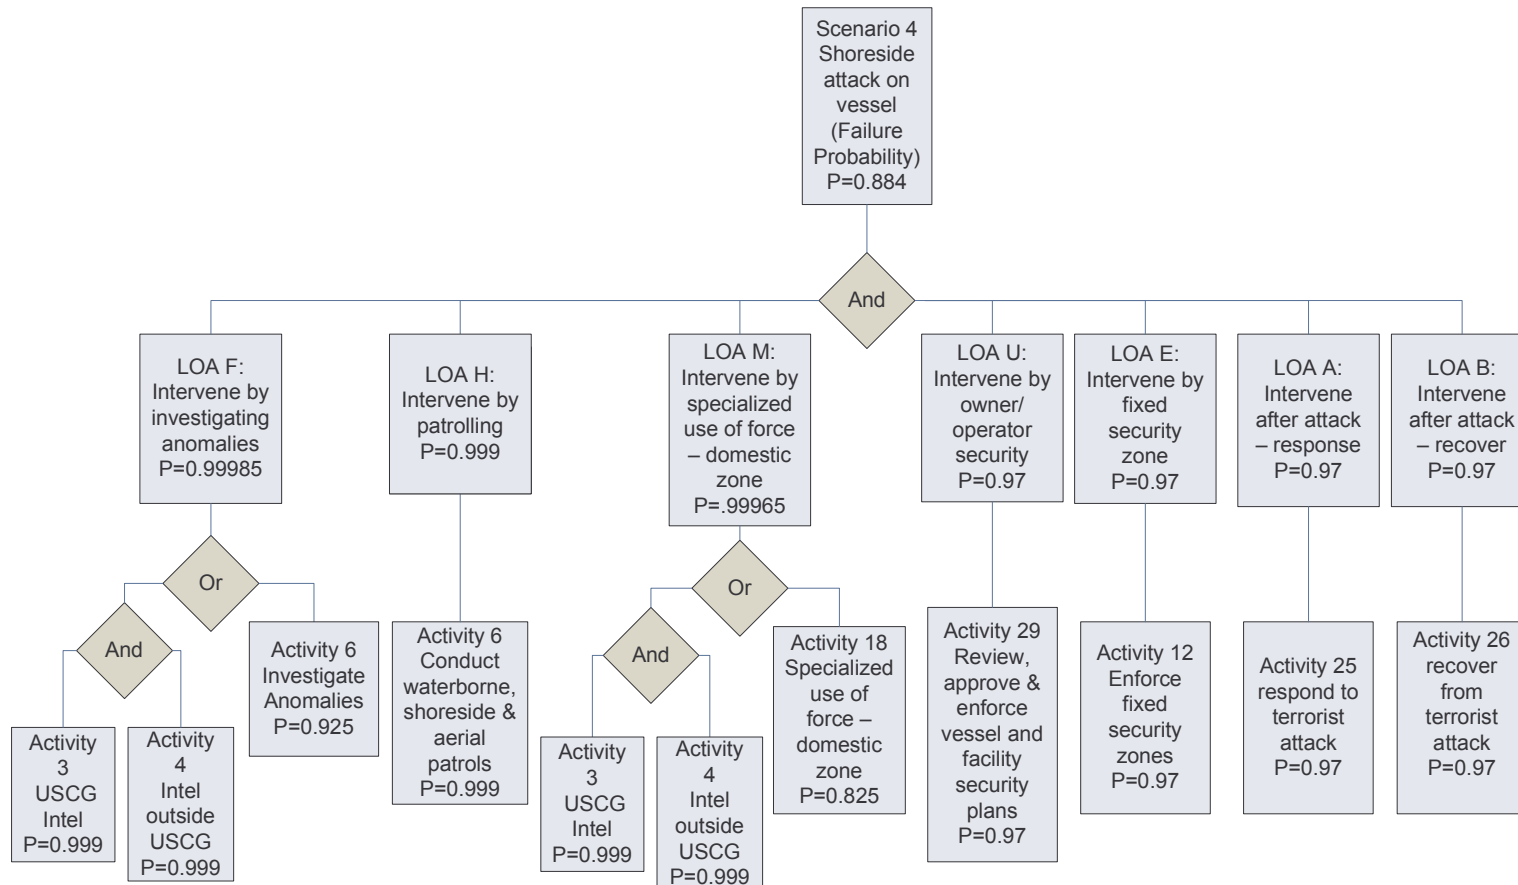 Scenario 4
Shoreside
attack on
vessel
(Failure
Probability)
P=0.884
And
LOA F:
Intervene by
investigating
anomalies
P=0.99985
LOA H:
Intervene by
patrolling
P=0.999
LOA M:
Intervene by
specialized
use of force
– domestic
zone
P=.99965
LOA U:
Intervene by
owner/
operator
security
P=0.97
LOA E:
Intervene by
fixed
security
zone
P=0.97
LOA A:
Intervene
after attack
– response
P=0.97
LOA B:
Intervene
after attack
– recover
P=0.97
Or
And
Activity 6
Investigate
Anomalies
P=0.925
Activity
3
USCG
Intel
P=0.999
Activity
4
Intel
outside
USCG
P=0.999
Activity 6
Conduct
waterborne,
shoreside &
aerial
patrols
P=0.999
Or
And
Activity 18
Specialized
use of
force –
domestic
zone
P=0.825
Activity
3
USCG
Intel
P=0.999
Activity
4
Intel
outside
USCG
P=0.999
Activity 29
Review,
approve &
enforce
vessel and
facility
security
plans
P=0.97
Activity 12
Enforce
fixed
security
zones
P=0.97
Activity 25
respond to
terrorist
attack
P=0.97
Activity 26
recover
from
terrorist
attack
P=0.97